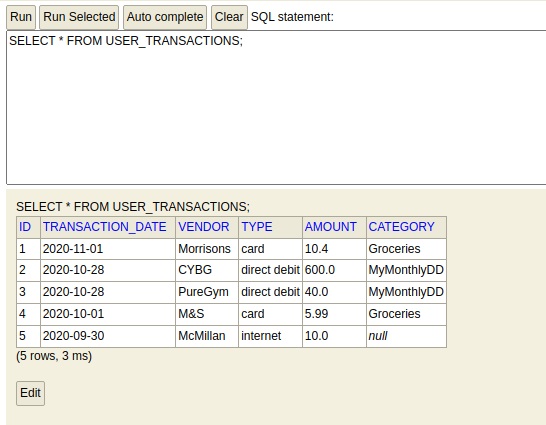 Run Run Selected Auto complete Clear SQL statement:
SELECT * FROM USER_TRANSACTIONS;
SELECT * FROM USER_TRANSACTIONS;
ID TRANSACTION_DATE VENDOR TYPE AMOUNT CATEGORY
1 2020-11-01 Morrisons card 10.4 Groceries
2 2020-10-28 CYBG direct debit 600.0 MyMonthlyDD
3 2020-10-28 PureGym direct debit 40.0 MyMonthlyDD
4 2020-10-01 M&S card 5.99 Groceries
5 2020-09-30 McMillan internet 10.0 null
(5 rows, 3 ms)
Edit